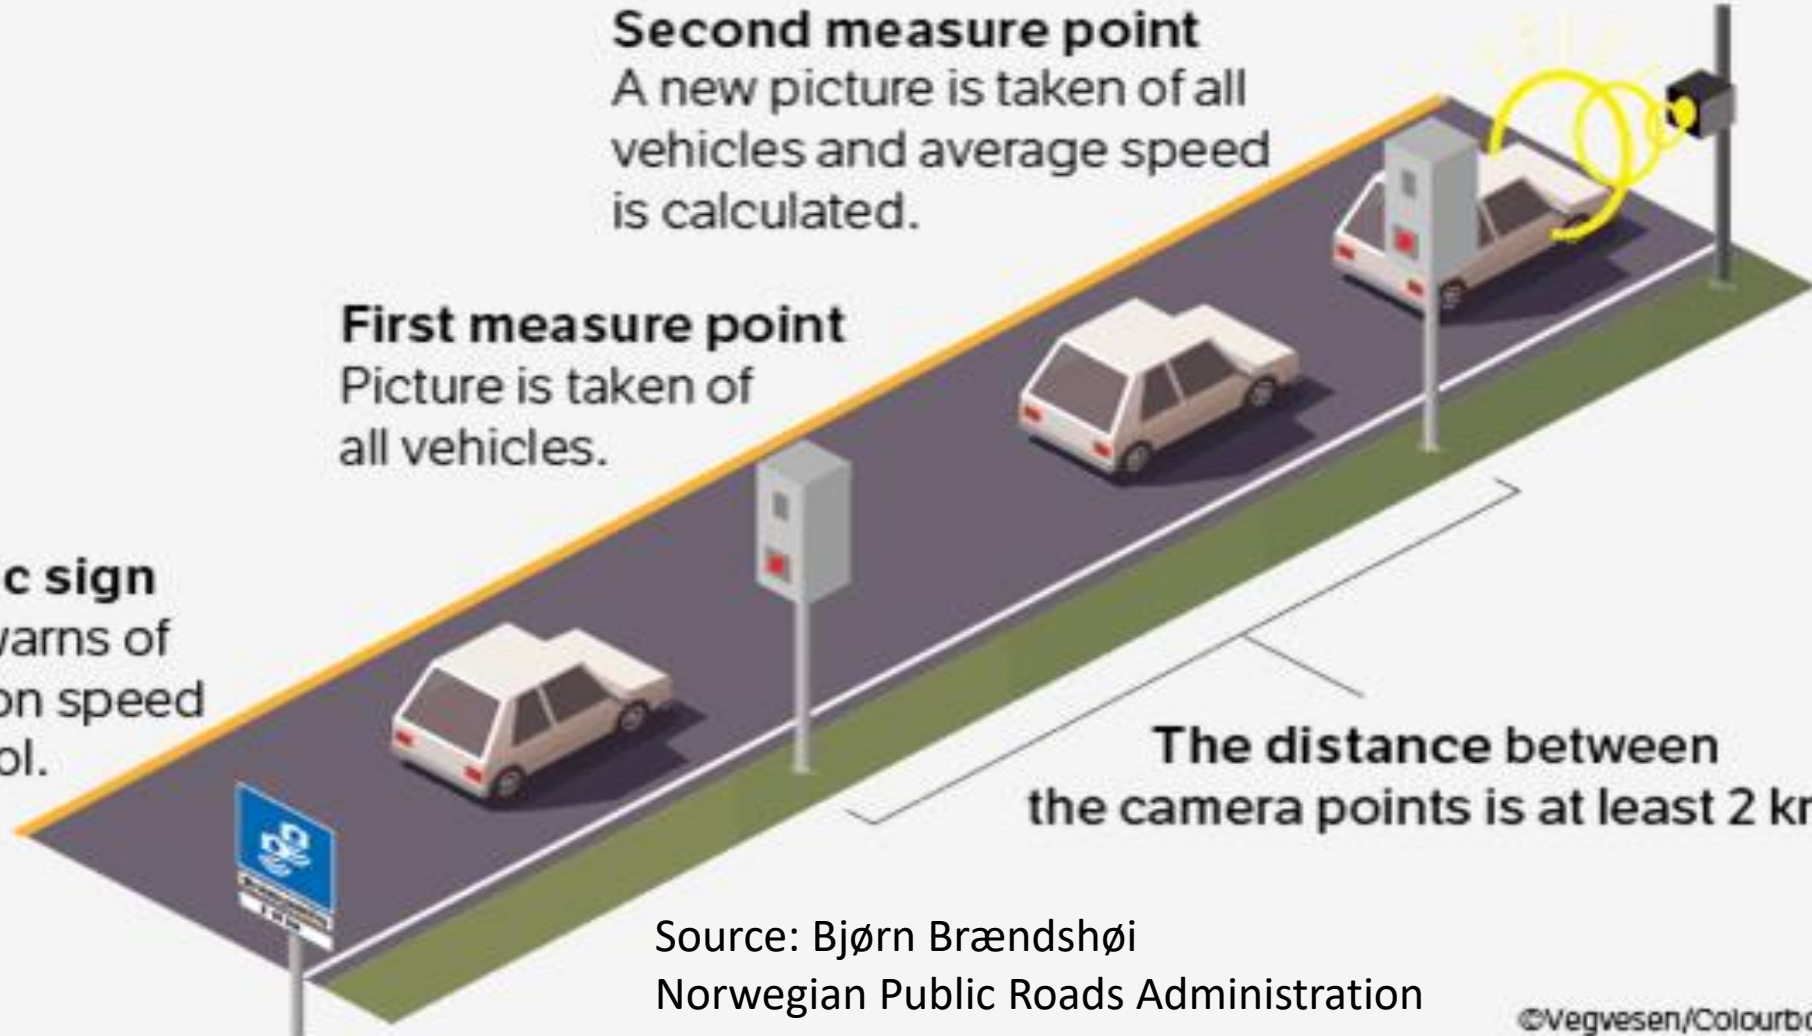 Second measure point
A new picture is taken of all
vehicles and average speed
is calculated.
First measure point
Picture is taken of
all vehicles.
c sign
varns of
on speed
ol.
The distance between
the camera points is at least 2 km
Source: Bjørn Brændshøi
Norwegian Public Roads Administration
©Vegvesen/Colourb